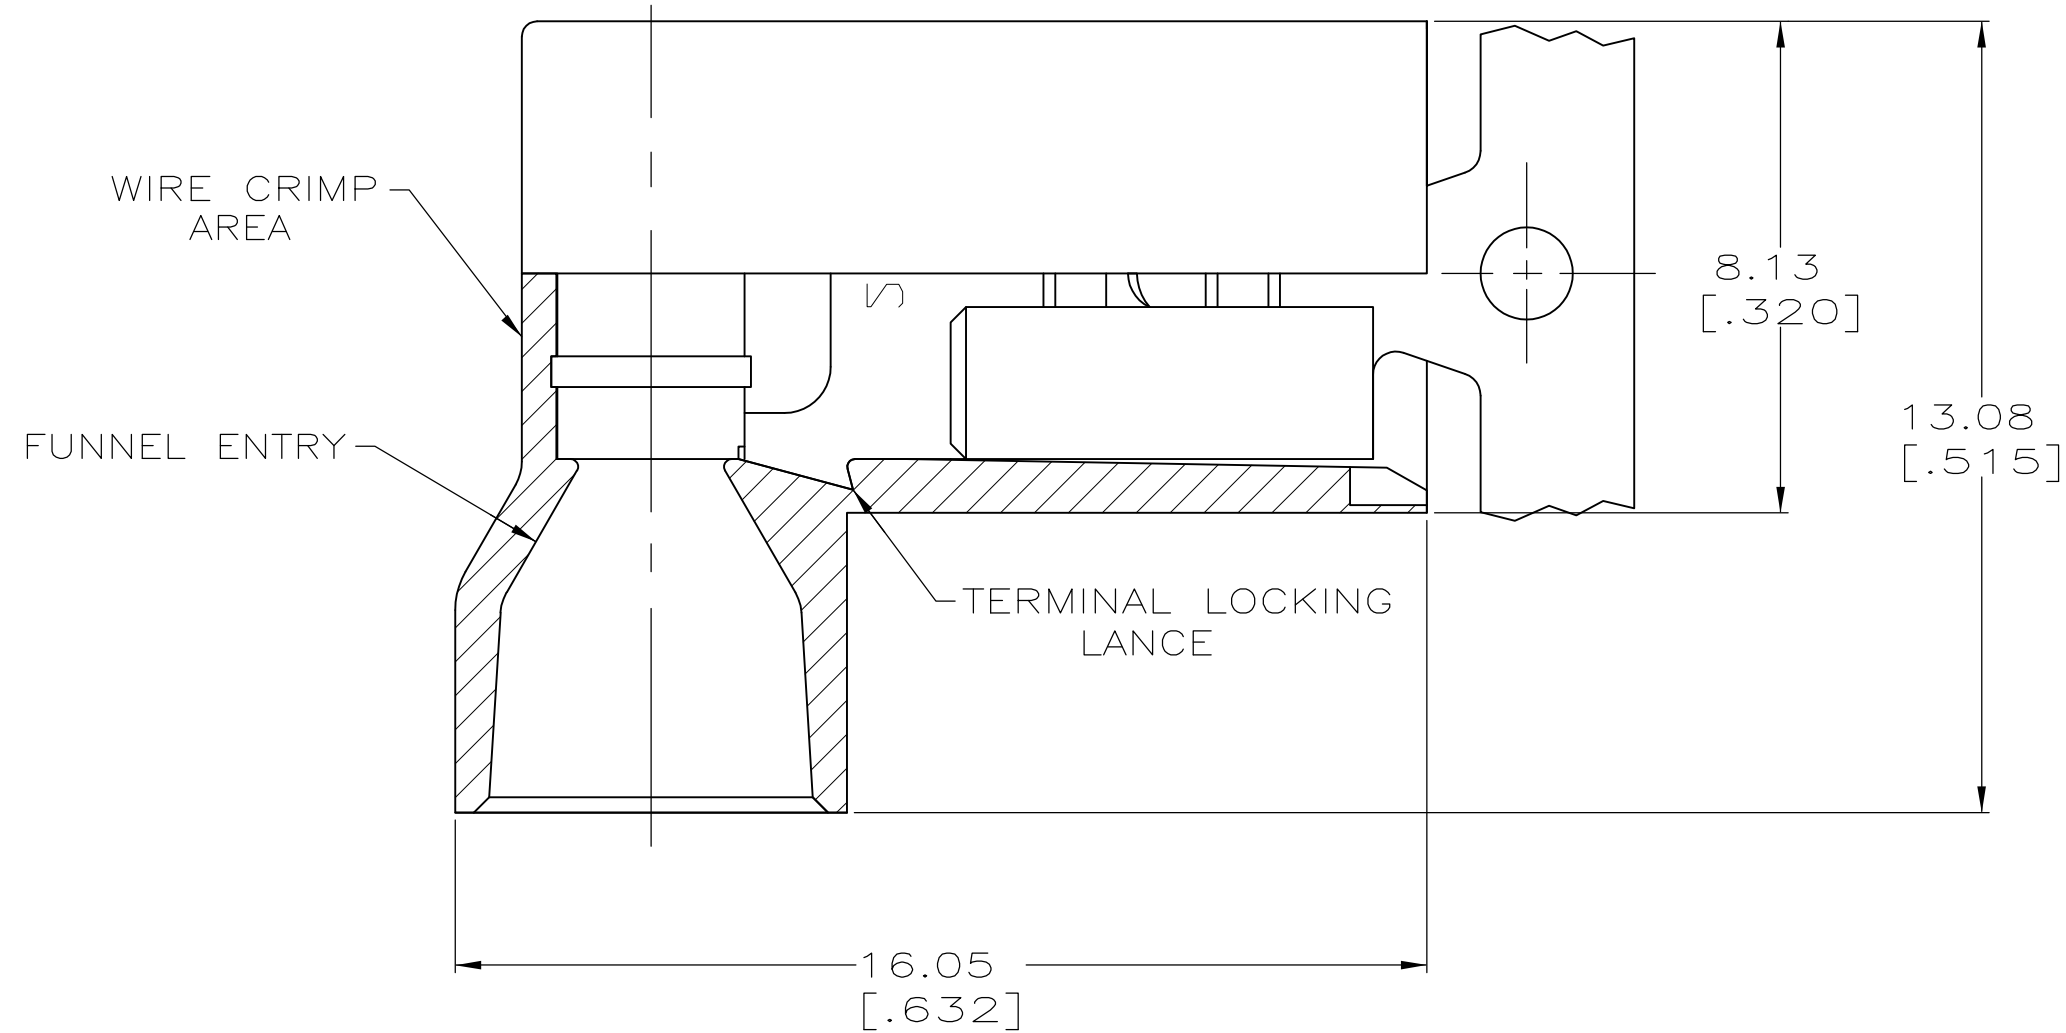 WIRE CRIMP
AREA
S
8.13
[.320]
13.08
[.515]
FUNNEL ENTRY
TERMINAL LOCKING
LANCE
16.05
[.632]